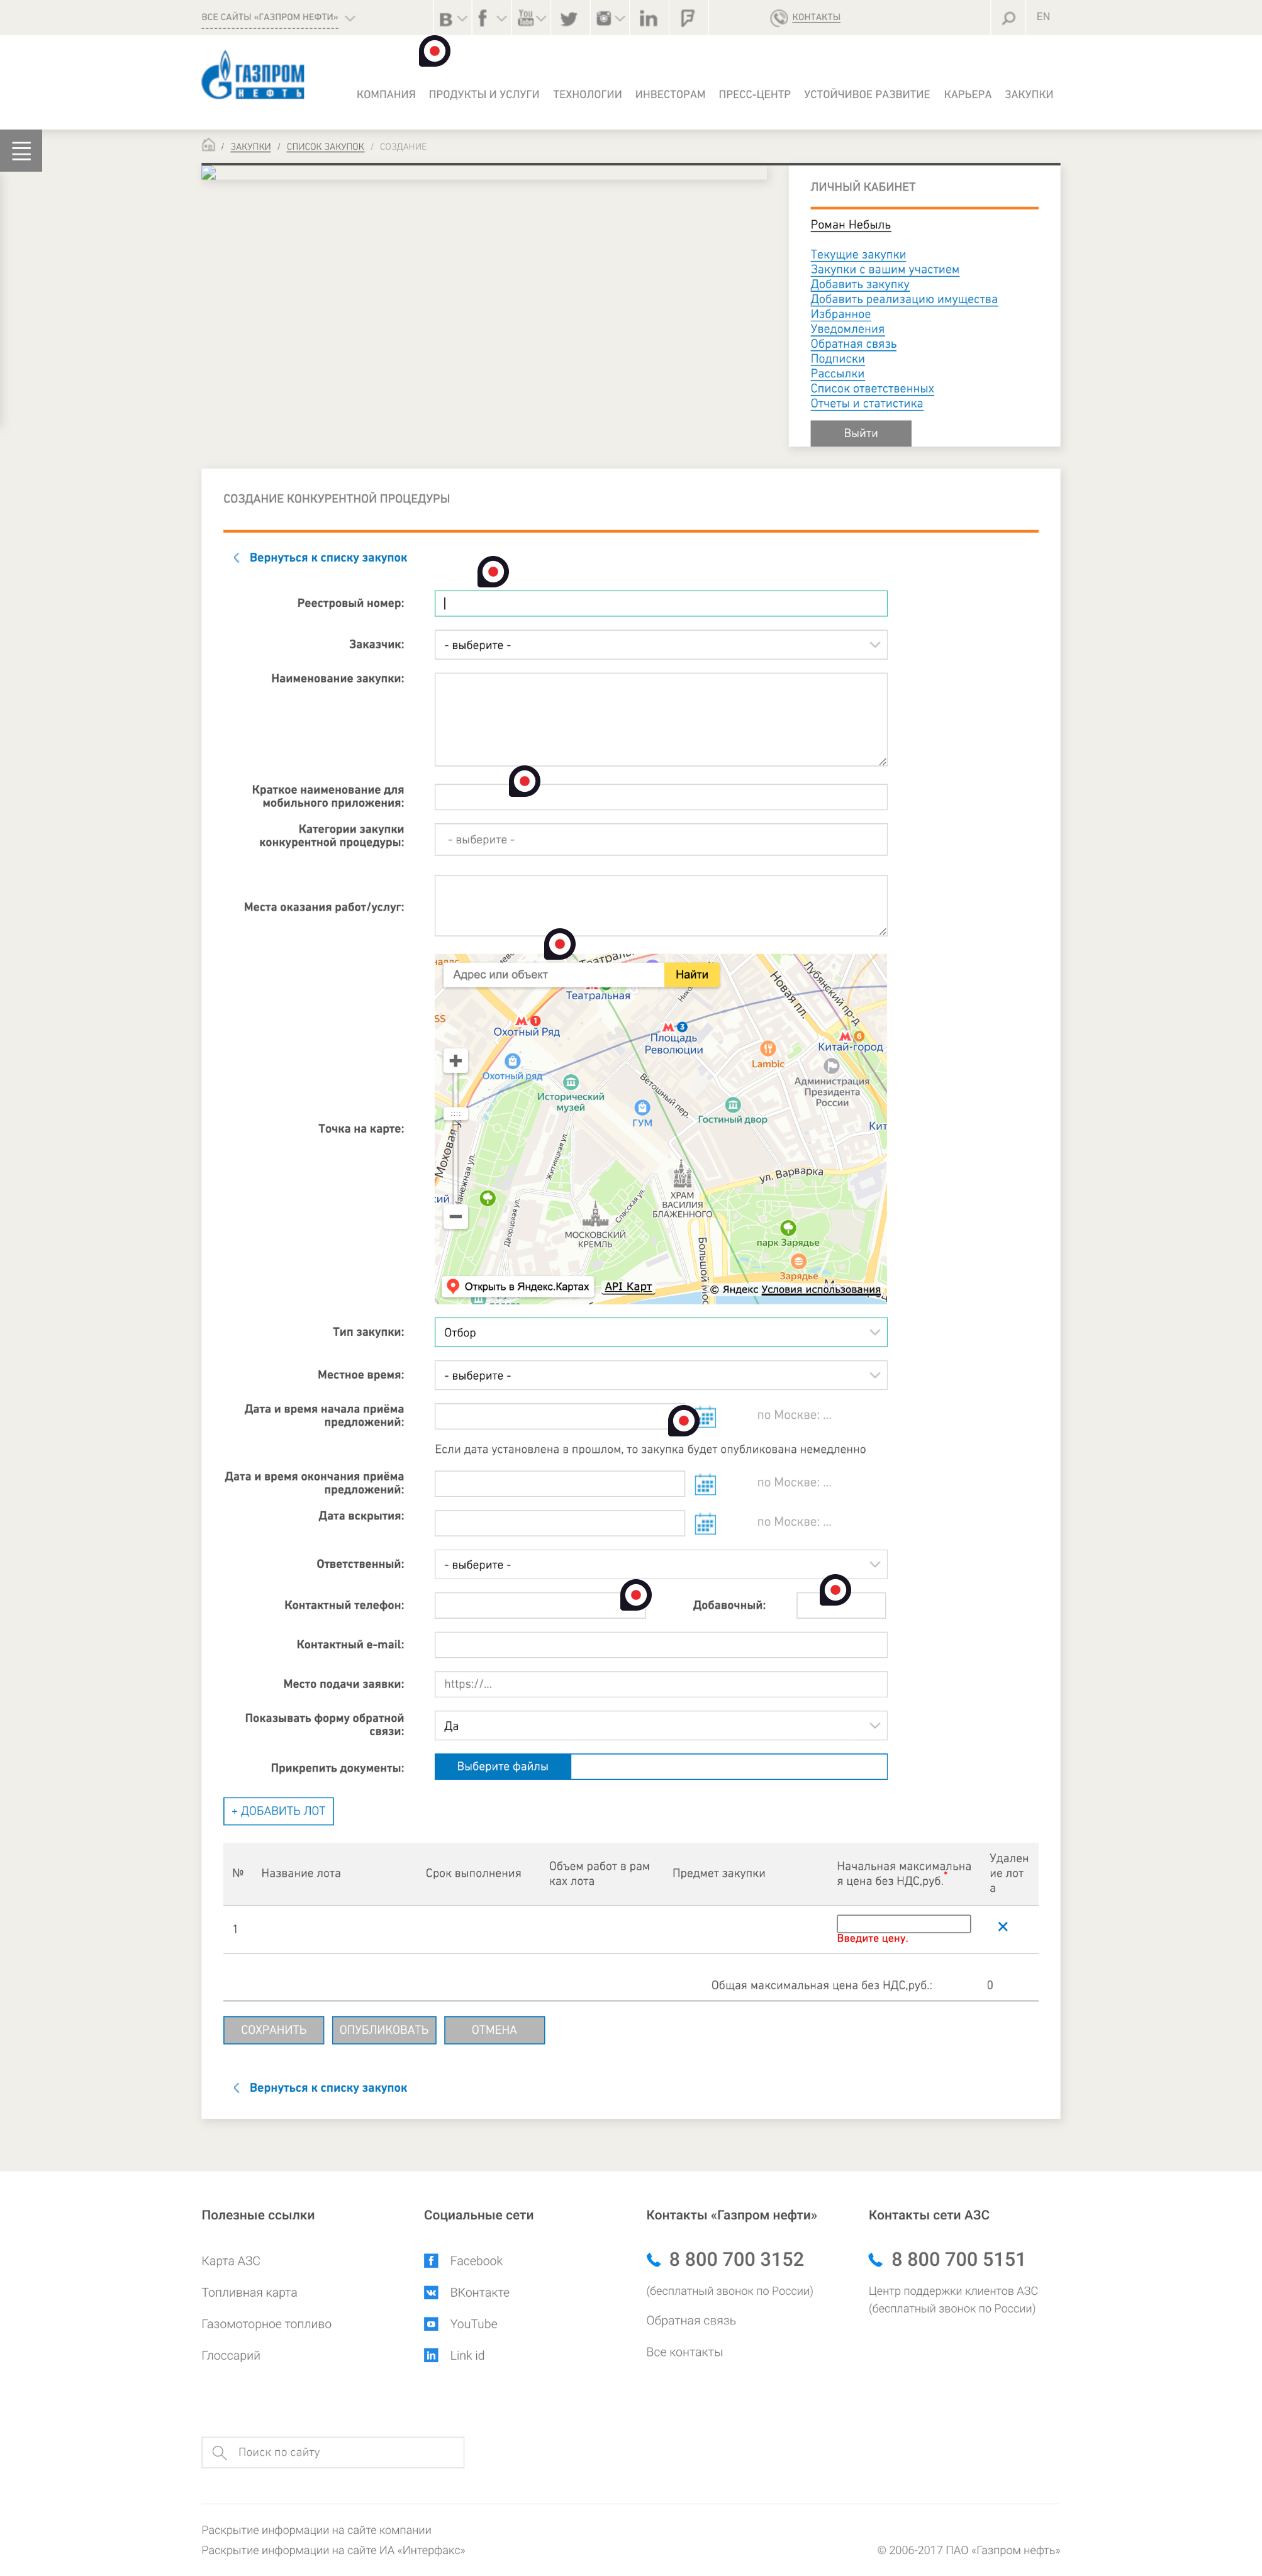 ВСЕ САЙТЫ «ГАЗПРОМ НЕФТИ»
КОНТАКТЫ
EN
ГАЗПРОМ
НЕФТЬ
КОМПАНИЯ ПРОДУКТЫ И УСЛУГИ ТЕХНОЛОГИИ ИНВЕСТОРАМ ПРЕСС-ЦЕНТР УСТОЙЧИВОЕ РАЗВИТИЕ КАРЬЕРА ЗАКУПКИ
/ ЗАКУПКИ / СПИСОК ЗАКУПОК / СОЗДАНИЕ
ЛИЧНЫЙ КАБИНЕТ
Роман Небыль
Текущие закупки
Закупки с вашим участием
Добавить закупку
Добавить реализацию имущества
Избранное
Уведомления
Обратная связь
Подписки
Рассылки
Список ответственных
Отчеты и статистика
Выйти
СОЗДАНИЕ КОНКУРЕНТНОЙ ПРОЦЕДУРЫ
Вернуться к списку закупок
Реестровый номер:
Заказчик: - выберите -
Наименование закупки:
Краткое наименование для
мобильного приложения:
Категории закупки
конкурентной процедуры:
- выберите -
Места оказания работ/услуг:
Точка на карте:
Адрес или объект Найти
Театральная
Охотный Ряд
1
Площадь
Революции
3
Новая пл.
Лубянский пр-д
Китай-город
6
Lambic
Администрация
Президента
России
Охотный ряд
Исторический
музей
Ветошный пер.
ГУМ
Гостиный двор
Моховая
Житницкая ул.
ул. Варварка
ХРАМ
ВАСИЛИЯ
БЛАЖЕННОГО
Спасская ул.
Дворцовая ул.
МОСКОВСКИЙ
КРЕМЛЬ
парк Зарядье
Зарядье
Открыть в Яндекс.Картах API Карт © Яндекс Условия использования
Тип закупки: Отбор
Местное время: - выберите -
Дата и время начала приёма
предложений:
по Москве: ...
Если дата установлена в прошлом, то закупка будет опубликована немедленно
Дата и время окончания приёма
предложений:
по Москве: ...
Дата вскрытия: по Москве: ...
Ответственный: - выберите -
Контактный телефон: Добавочный:
Контактный e-mail:
Место подачи заявки: https://...
Показывать форму обратной
связи:
Да
Прикрепить документы: Выберите файлы
+ ДОБАВИТЬ ЛОТ
№ Название лота Срок выполнения
Объем работ в рам
ках лота
Предмет закупки
Начальная максимальна
я цена без НДС,руб.*
Удален
ие лот
а
1
Введите цену.
Общая максимальная цена без НДС,руб.: 0
СОХРАНИТЬ ОПУБЛИКОВАТЬ ОТМЕНА
Вернуться к списку закупок
Полезные ссылки
Карта АЗС
Топливная карта
Газомоторное топливо
Глоссарий
Социальные сети
Facebook
ВКонтакте
YouTube
Link id
Контакты «Газпром нефти»
8 800 700 3152
(бесплатный звонок по России)
Обратная связь
Все контакты
Контакты сети АЗС
8 800 700 5151
Центр поддержки клиентов АЗС
(бесплатный звонок по России)
Поиск по сайту
Раскрытие информации на сайте компании
Раскрытие информации на сайте ИА «Интерфакс»
© 2006-2017 ПАО «Газпром нефть»